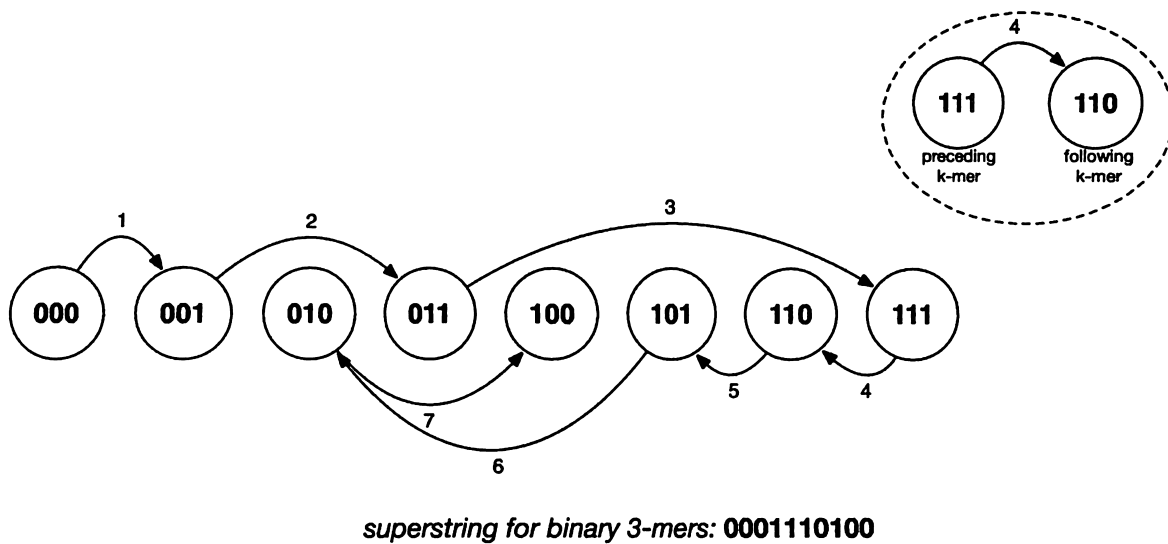 4
111 110
preceding following
k-mer k-mer
1 2 3
000 001 010 011 100 101 110 111
7 5 4
6
superstring for binary 3-mers: 0001110100